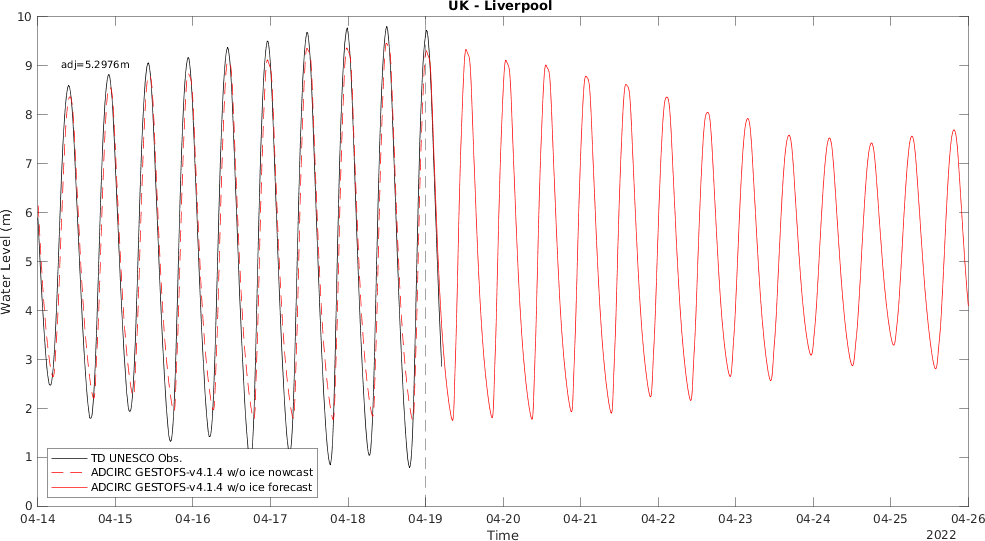 UK - Liverpool
10
9
8
7
6
5
4
3
2
1
0
Water Level (m)
adj=5.2976m
TD UNESCO Obs.
ADCIRC GESTOFS-v4.1.4 w/o ice nowcast
ADCIRC GESTOFS-v4.1.4 w/o ice forecast
04-14 04-15 04-16 04-17 04-18 04-19 04-20 04-21 04-22 04-23 04-24 04-25 04-26
Time
2022